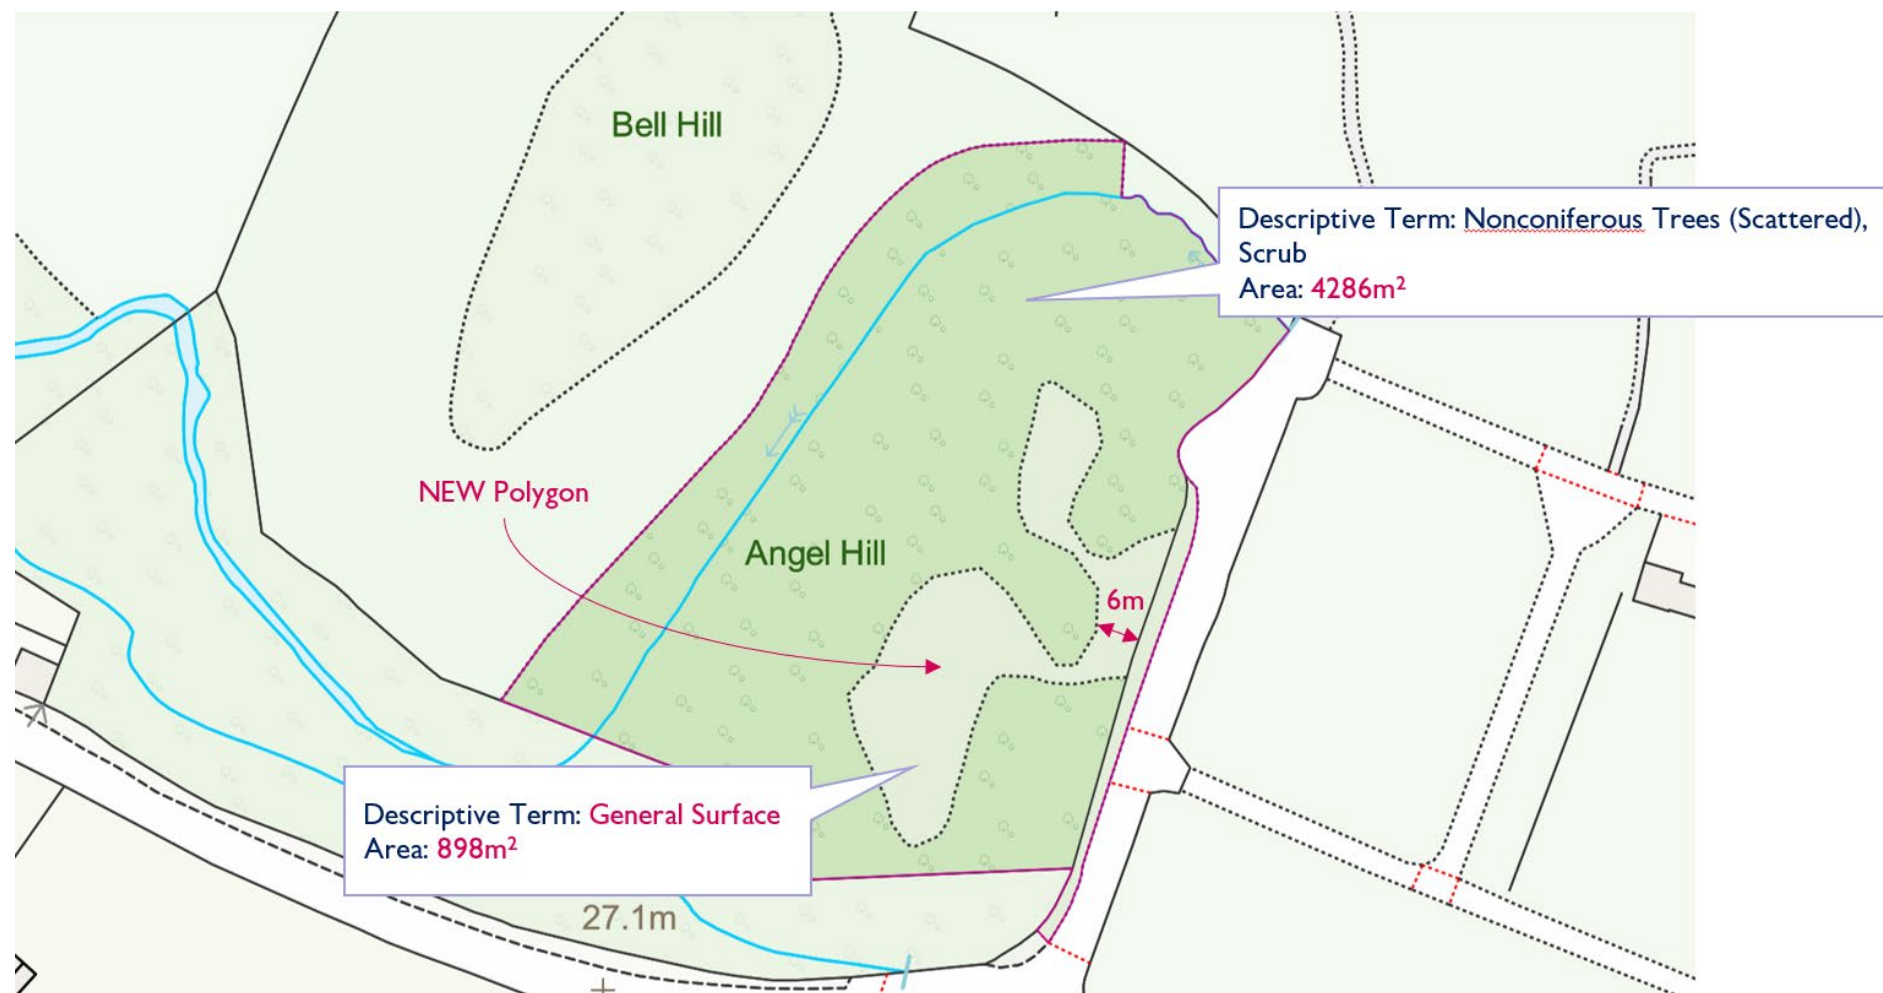 Bell Hill
Descriptive Term: Nonconiferous Trees (Scattered),
Scrub
Area: 4286m²
NEW Polygon
Angel Hill
6m
Descriptive Term: General Surface
Area: 898m²
27.1m